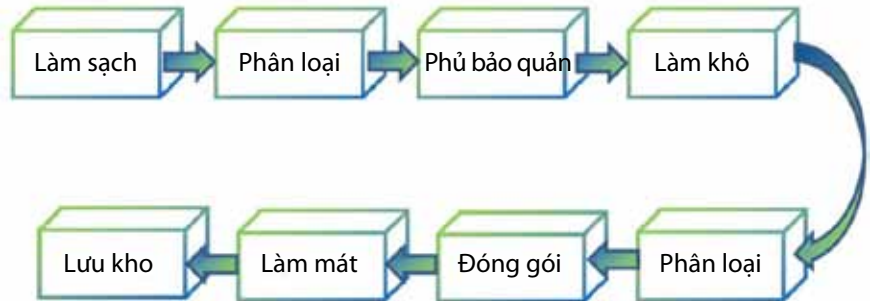 Làm sạch
Phân loại
Phủ bảo quản
Làm khô
Phân loại
Đóng gói
Làm mát
Lưu kho